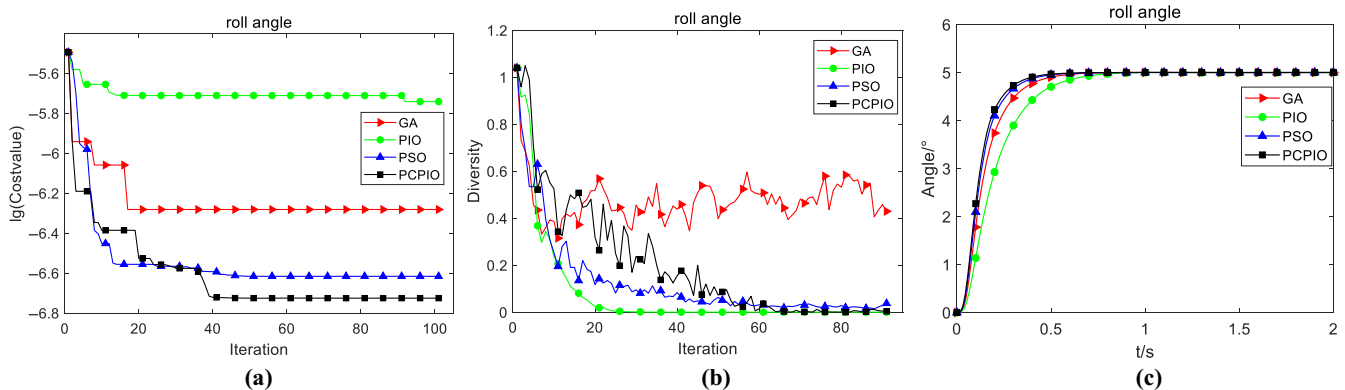 roll angle
lg(Costvalue)
−5.6
−5.8
−6
−6.2
−6.4
−6.6
−6.8
0
20
40
60
80
100
Iteration
GA
PIO
PSO
PCPIO
(a)
roll angle
Diversity
1.2
1
0.8
0.6
0.4
0.2
0
0
20
40
60
80
Iteration
GA
PIO
PSO
PCPIO
(b)
roll angle
Angle/°
6
5
4
3
2
1
0
0
0.5
1
1.5
2
t/s
GA
PIO
PSO
PCPIO
(c)